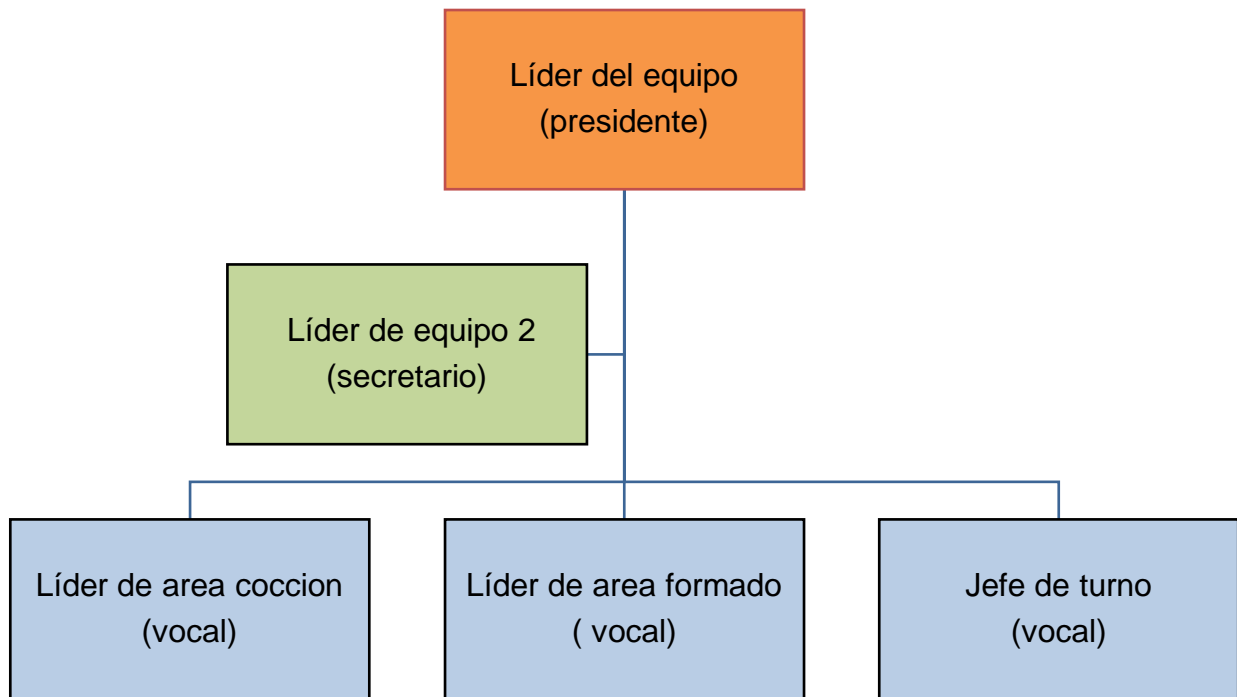 Líder del equipo
(presidente)
Líder de equipo 2
(secretario)
Líder de area coccion
(vocal)
Líder de area formado
( vocal)
Jefe de turno
(vocal)